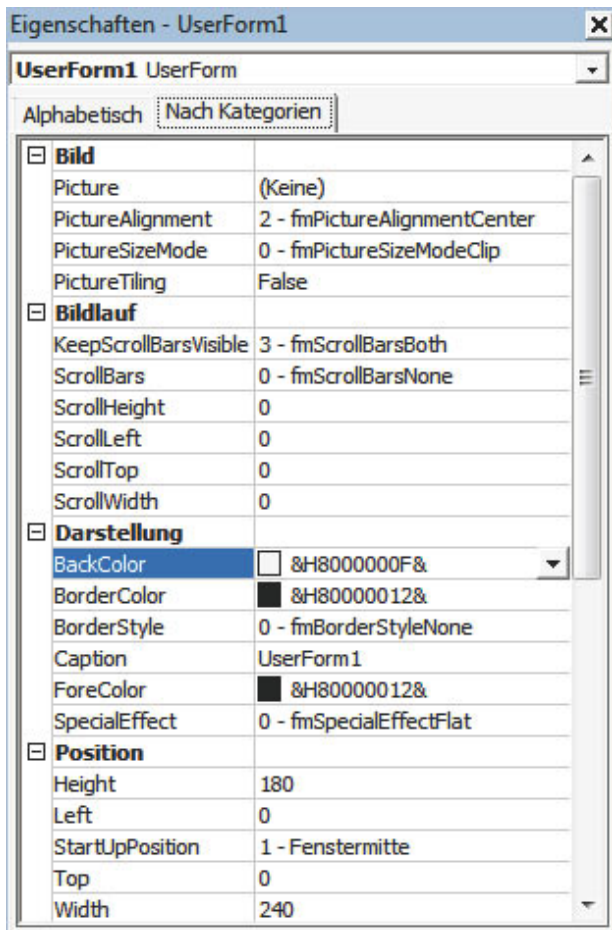 Eigenschaften - UserForm1
UserForm1 UserForm
Alphabetisch Nach Kategorien
Bild
Picture (Keine)
PictureAlignment 2 - fmPictureAlignmentCenter
PictureSizeMode 0 - fmPictureSizeModeClip
PictureTiling False
Bildlauf
KeepScrollBarsVisible 3 - fmScrollBarsBoth
ScrollBars 0 - fmScrollBarsNone
ScrollHeight 0
ScrollLeft 0
ScrollTop 0
ScrollWidth 0
Darstellung
BackColor &H8000000F&
BorderColor &H80000012&
BorderStyle 0 - fmBorderStyleNone
Caption UserForm1
ForeColor &H80000012&
SpecialEffect 0 - fmSpecialEffectFlat
Position
Height 180
Left 0
StartUpPosition 1 - Fenstermitte
Top 0
Width 240